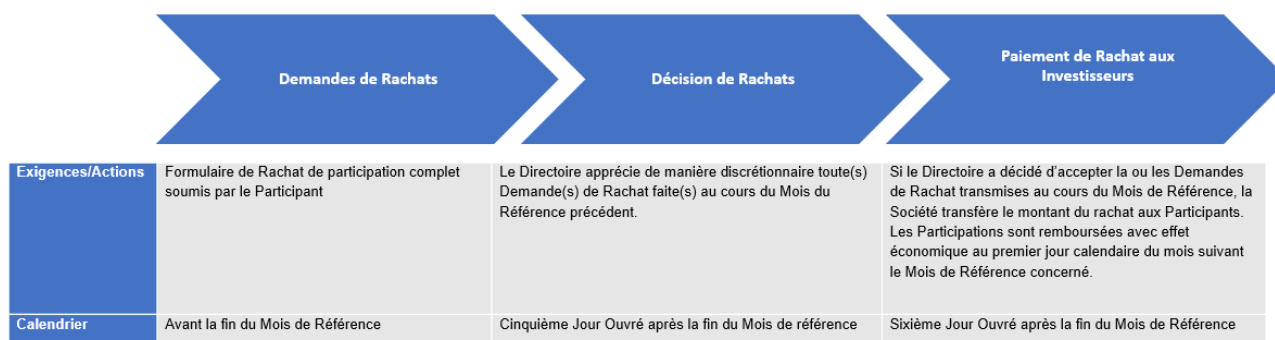 Demandes de Rachats
Décision de Rachats
Paiement de Rachat aux
Investisseurs
Exigences/Actions
Formulaire de Rachat de participation complet
soumis par le Participant
Le Directoire apprécie de manière discrétionnaire toute(s)
Demande(s) de Rachat faite(s) au cours du Mois du
Référence précédent.
Si le Directoire a décidé d’accepter la ou les Demandes
de Rachat transmises au cours du Mois de Référence, la
Société transfère le montant du rachat aux Participants.
Les Participations sont remboursées avec effet
économique au premier jour calendaire du mois suivant
le Mois de Référence concerné.
Calendrier
Avant la fin du Mois de Référence
Cinquième Jour Ouvré après la fin du Mois de référence
Sixième Jour Ouvré après la fin du Mois de Référence